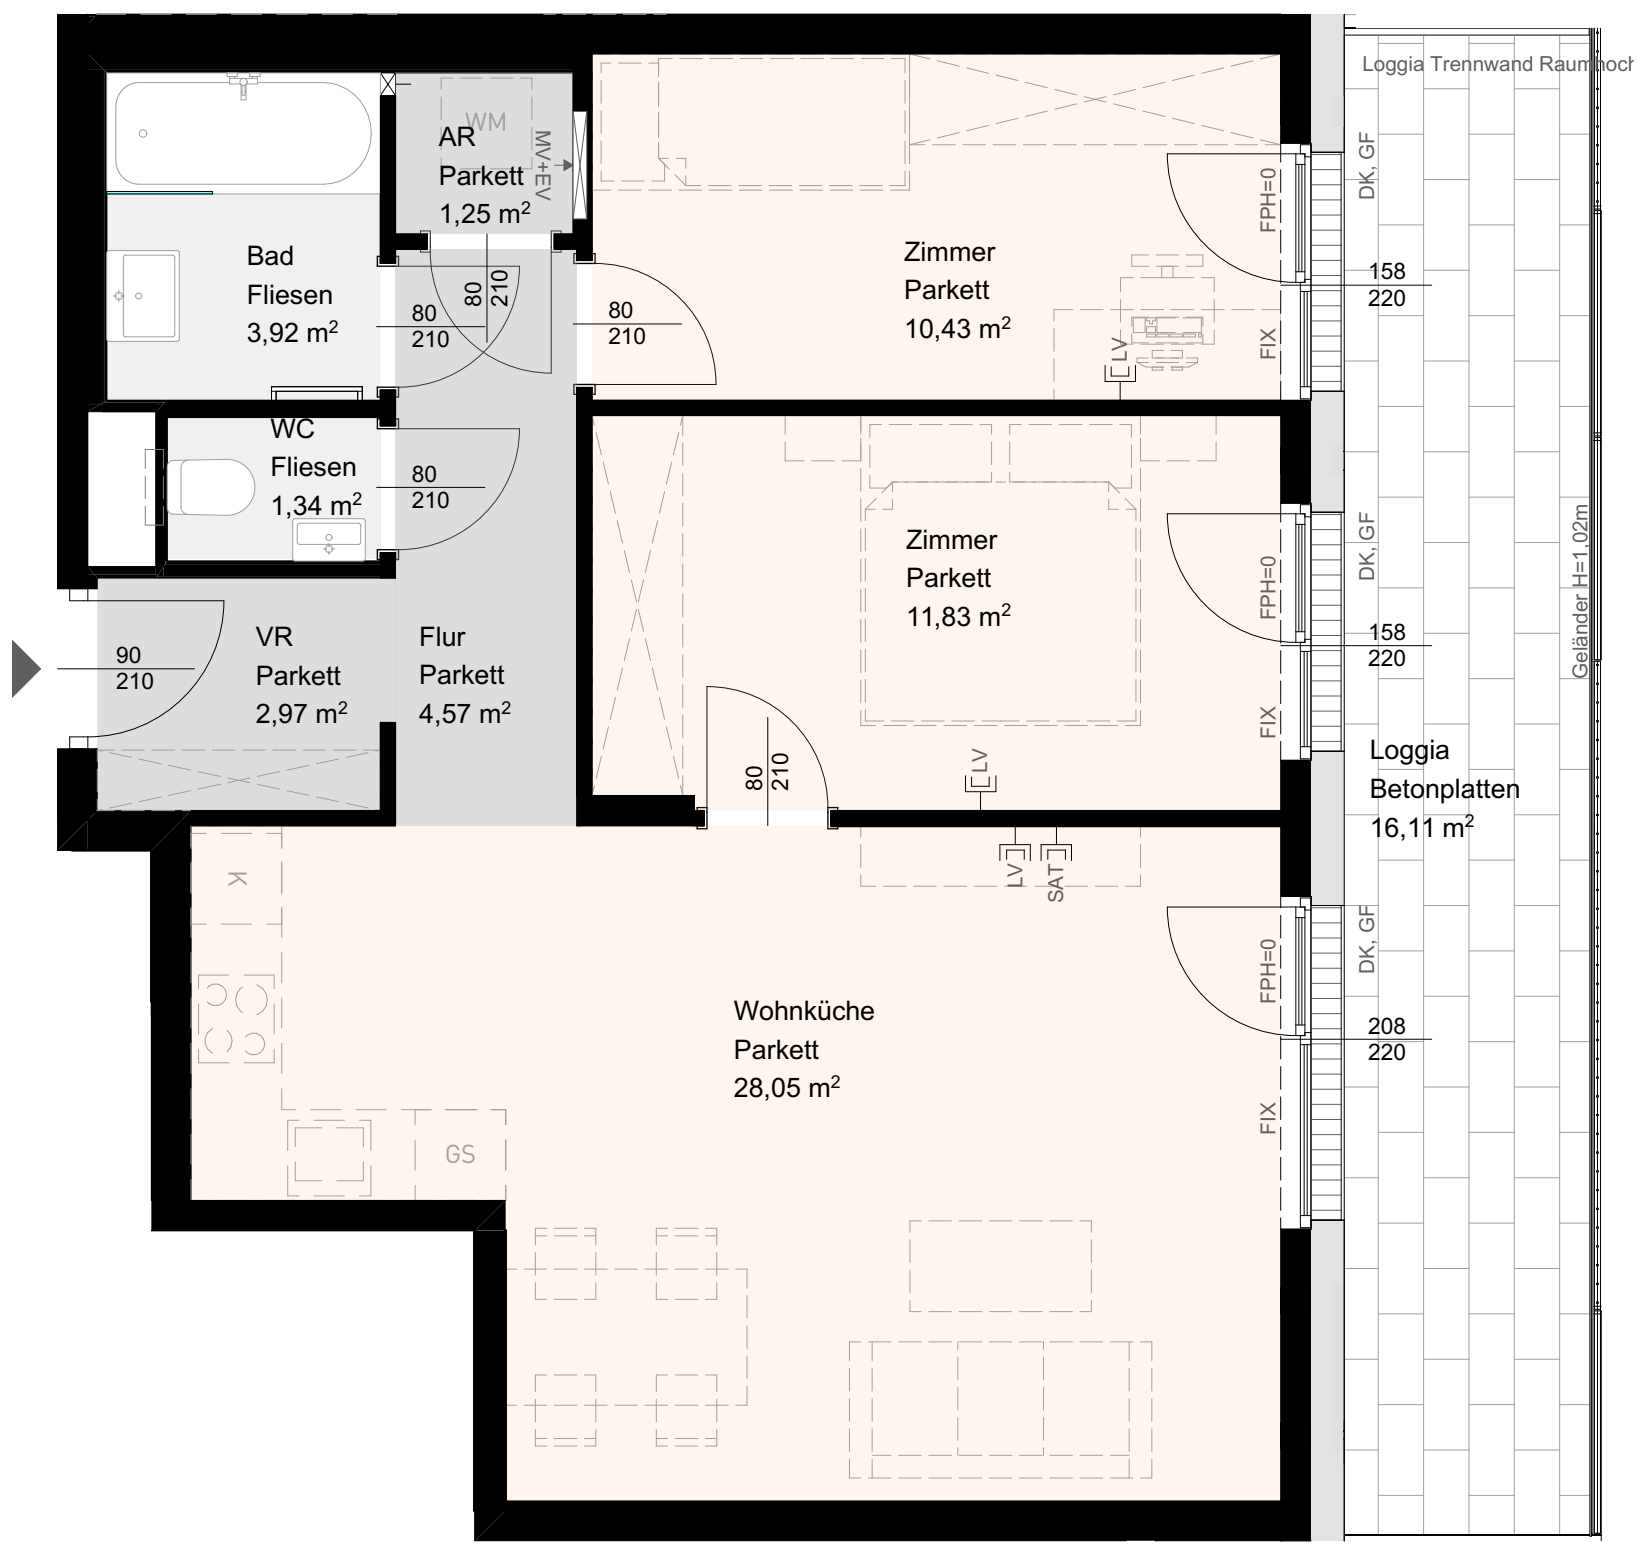 Loggia Trennwand Raumhoch
WM
AR
Parkett
1,25 m²
MV+EV
Bad
Fliesen
3,92 m²
80
210
80
210
80
210
Zimmer
Parkett
10,43 m²
LV
FPH=0
FIX
DK, GF
158
220
WC
Fliesen
1,34 m²
80
210
Zimmer
Parkett
11,83 m²
FPH=0
FIX
DK, GF
158
220
Geländer H=1,02m
90
210
VR
Parkett
2,97 m²
Flur
Parkett
4,57 m²
80
210
LV
Loggia
Betonplatten
16,11 m²
K
LV
SAT
FPH=0
FIX
DK, GF
208
220
Wohnküche
Parkett
28,05 m²
GS